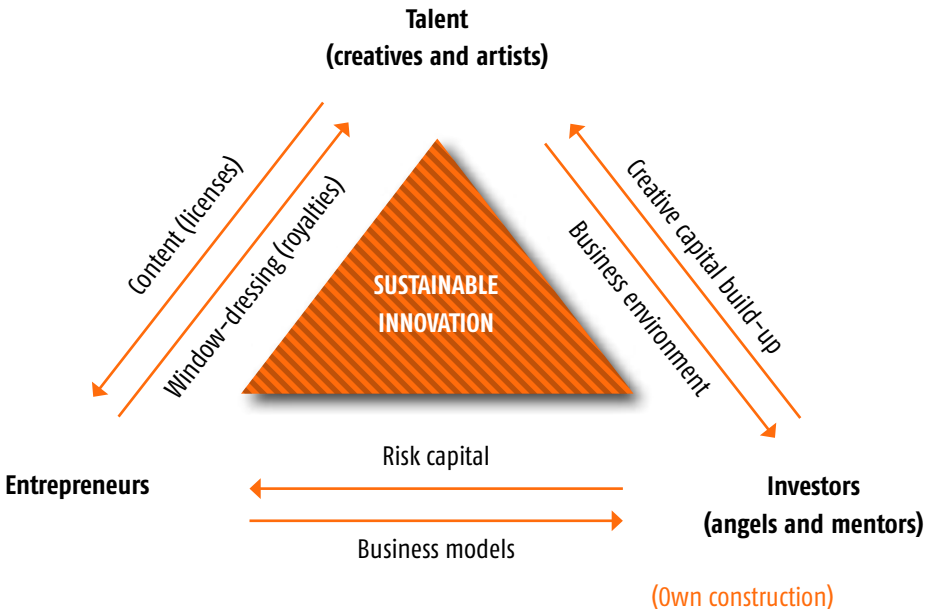 Talent
(creatives and artists)
Content (licenses)
Window-dressing (royalties)
SUSTAINABLE
INNOVATION
Business environment
Creative capital build-up
Risk capital
Entrepreneurs
Investors
(angels and mentors)
Business models
(Own construction)